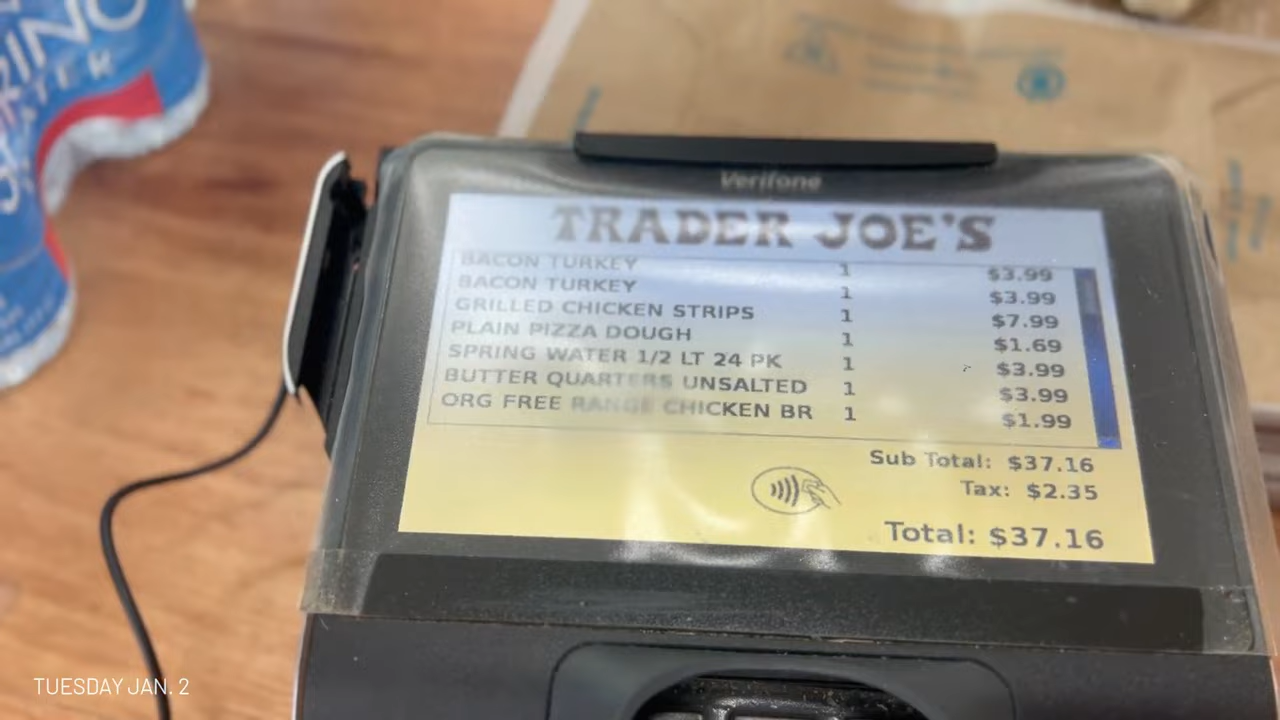 RING
ATER
Verifone
TRADER JOE'S
BACON TURKEY 1 $3.99
BACON TURKEY 1 $3.99
GRILLED CHICKEN STRIPS 1 $7.99
PLAIN PIZZA DOUGH 1 $1.69
SPRING WATER 1/2 LT 24 PK 1 $3.99
BUTTER QUARTERS UNSALTED 1 $3.99
ORG FREE RANGE CHICKEN BR 1 $1.99
Sub Total: $37.16
Tax: $2.35
Total: $37.16
TUESDAY JAN. 2